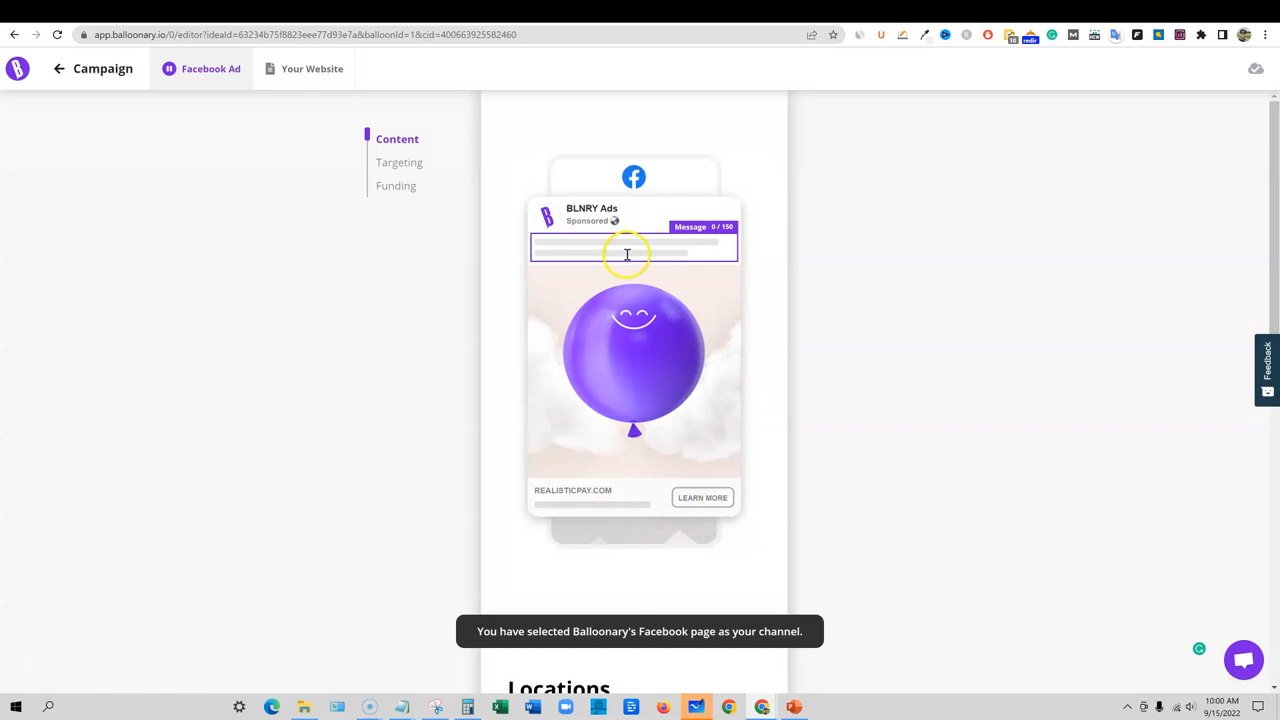 app.balloonary.io/0/editor?ideaId=63234b75f8823eee77d93e7a&balloonId=1&cid=400663925582460
Campaign
Facebook Ad
Your Website
Content
Targeting
Funding
BLNRY Ads
Sponsored
Message 0 / 150
REALISTICPAY.COM
LEARN MORE
You have selected Balloonary's Facebook page as your channel.
Locations
Feedback
10:00 AM
9/15/2022